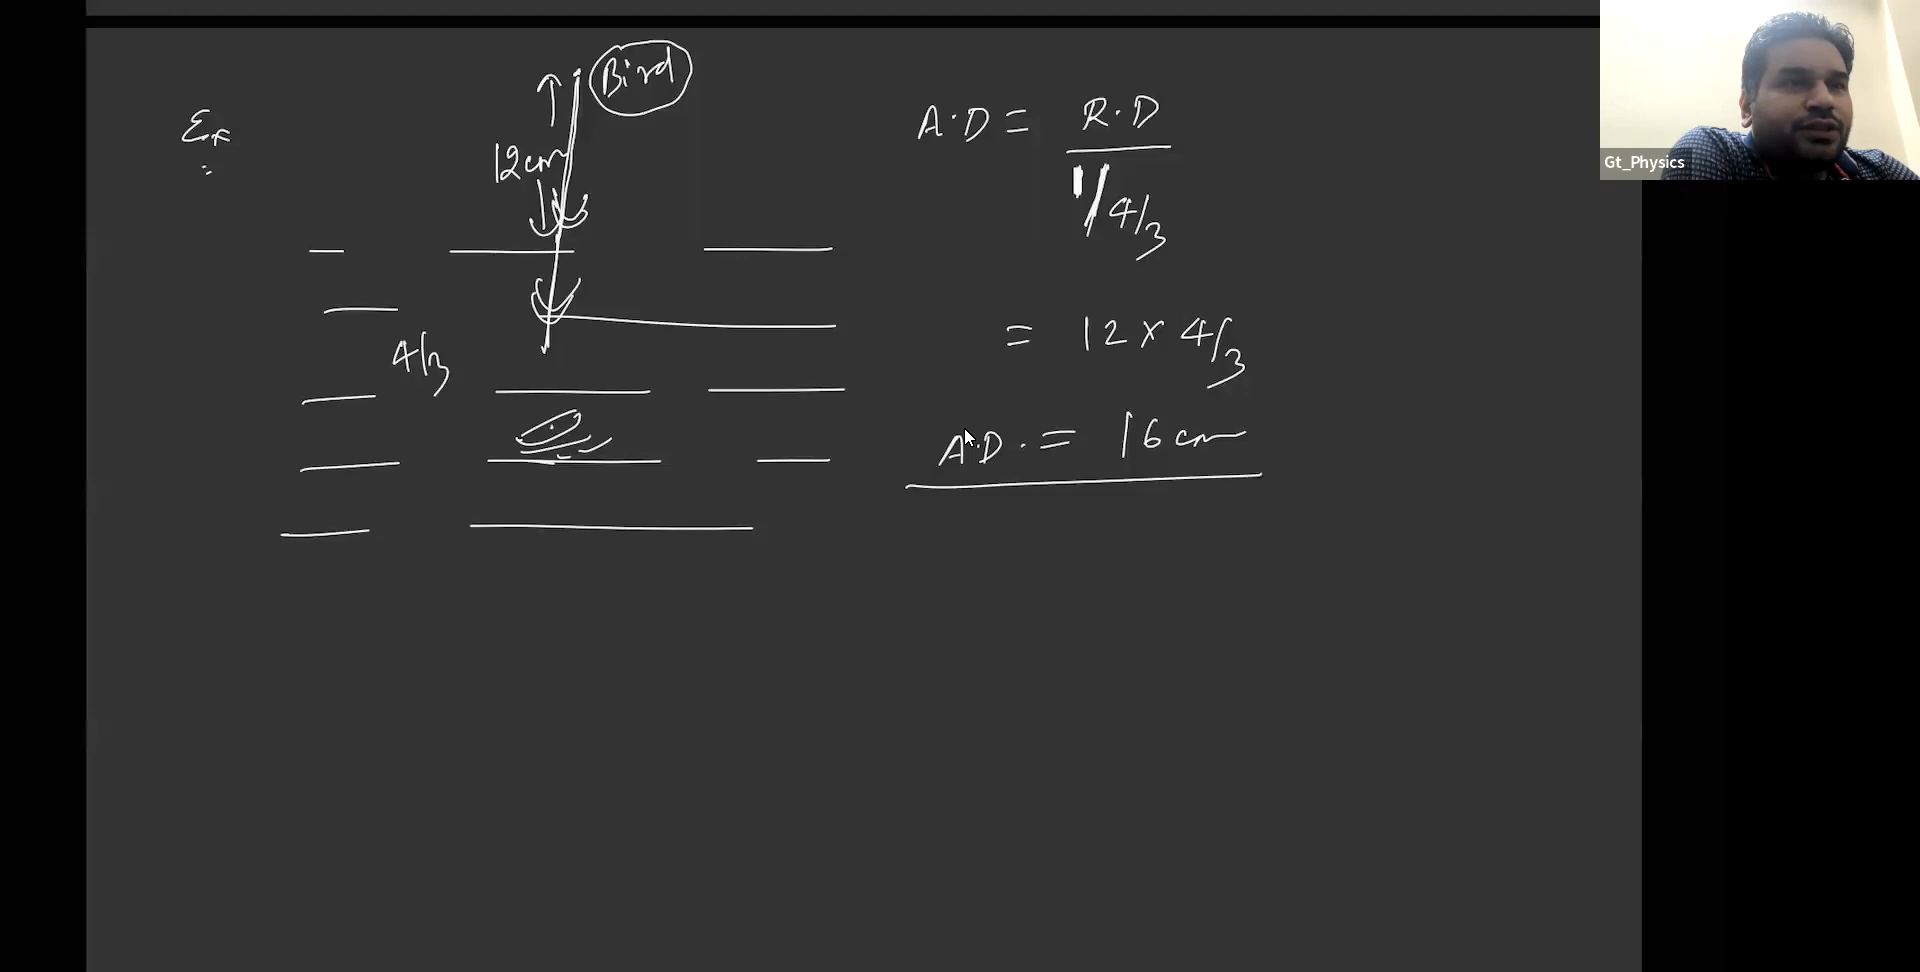 Ex
Bird
12cm
4/3
A.D = R.D
1/4/3
= 12 x 4/3
A.D. = 16 cm
Gt_Physics